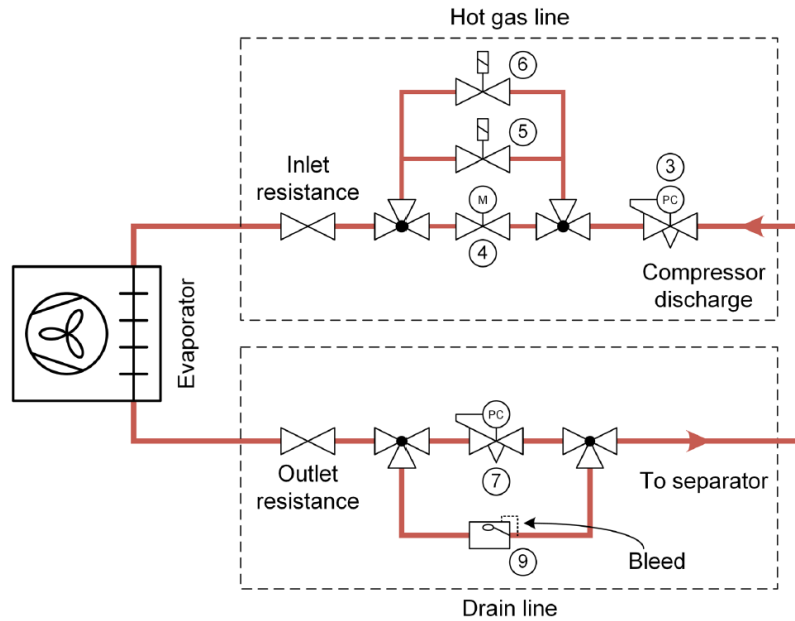 Hot gas line
6
5
3
Inlet
resistance
M
PC
4
Compressor
discharge
Evaporator
PC
Outlet
resistance
7
To separator
9
Bleed
Drain line